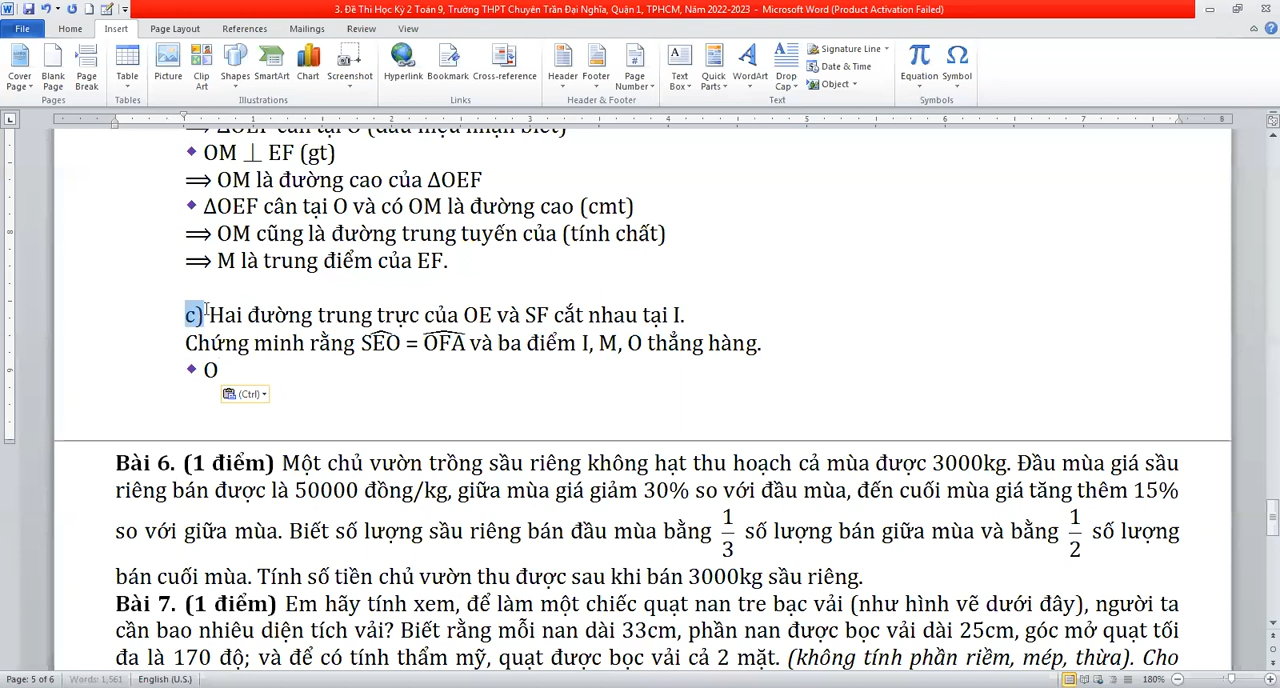 3. Đề Thi Học Kỳ 2 Toán 9, Trường THPT Chuyên Trần Đại Nghĩa, Quận 1, TPHCM, Năm 2022-2023 - Microsoft Word (Product Activation Failed)
File Home Insert Page Layout References Mailings Review View
Cover Page Blank Page Page Break Table Picture Clip Art Shapes SmartArt Chart Screenshot Hyperlink Bookmark Cross-reference Header Footer Page Number Text Box Quick Parts WordArt Drop Cap Signature Line Date & Time Object Equation Symbol
Pages Tables Illustrations Links Header & Footer Text Symbols
1 2 3 4 5 6 7 8
⟹ ΔOEF cân tại O (dấu hiệu nhận biết)
OM ⊥ EF (gt)
⟹ OM là đường cao của ΔOEF
ΔOEF cân tại O và có OM là đường cao (cmt)
⟹ OM cũng là đường trung tuyến của (tính chất)
⟹ M là trung điểm của EF.
c) Hai đường trung trực của OE và SF cắt nhau tại I.
Chứng minh rằng SEO = OFA và ba điểm I, M, O thẳng hàng.
O
(Ctrl)
Bài 6. (1 điểm) Một chủ vườn trồng sầu riêng không hạt thu hoạch cả mùa được 3000kg. Đầu mùa giá sầu
riêng bán được là 50000 đồng/kg, giữa mùa giá giảm 30% so với đầu mùa, đến cuối mùa giá tăng thêm 15%
so với giữa mùa. Biết số lượng sầu riêng bán đầu mùa bằng 1/3 số lượng bán giữa mùa và bằng 1/2 số lượng
bán cuối mùa. Tính số tiền chủ vườn thu được sau khi bán 3000kg sầu riêng.
Bài 7. (1 điểm) Em hãy tính xem, để làm một chiếc quạt nan tre bạc vải (như hình vẽ dưới đây), người ta
cần bao nhiêu diện tích vải? Biết rằng mỗi nan dài 33cm, phần nan được bọc vải dài 25cm, góc mở quạt tối
đa là 170 độ; và để có tính thẩm mỹ, quạt được bọc vải cả 2 mặt. (không tính phần riềm, mép, thừa). Cho
Page: 5 of 6 Words: 1,561 English (U.S.) 180%